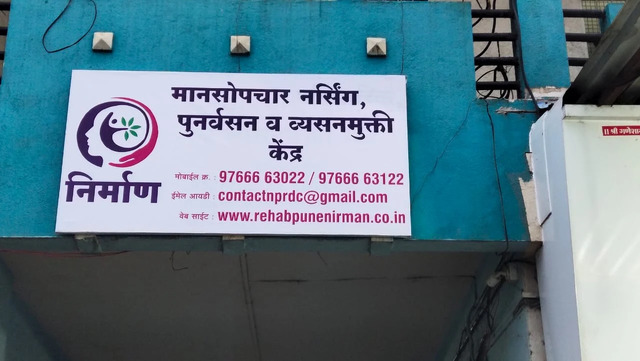 मानसोपचार नर्सिंग,
पुनर्वसन व व्यसनमुक्ती
केंद्र
निर्माण
मोबाईल क्र. : 97666 63022 / 97666 63122
ईमेल आयडी : contactnprdc@gmail.com
वेब साईट : www.rehabpunenirman.co.in
॥ श्री गणेशाय